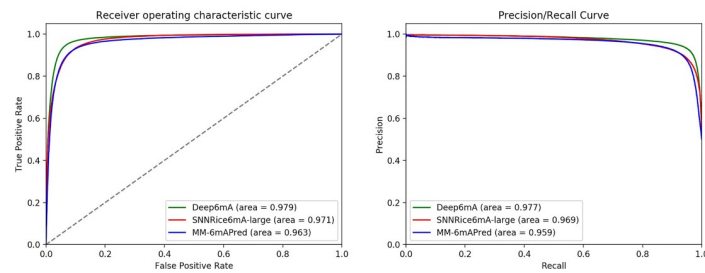 Receiver operating characteristic curve
1.0
0.8
0.6
0.4
0.2
0.0
True Positive Rate
Deep6mA (area = 0.979)
SNNRice6mA-large (area = 0.971)
MM-6mAPred (area = 0.963)
0.0 0.2 0.4 0.6 0.8 1.0
False Positive Rate
Precision/Recall Curve
1.0
0.8
0.6
0.4
0.2
0.0
Precision
Deep6mA (area = 0.977)
SNNRice6mA-large (area = 0.969)
MM-6mAPred (area = 0.959)
0.0 0.2 0.4 0.6 0.8 1.0
Recall